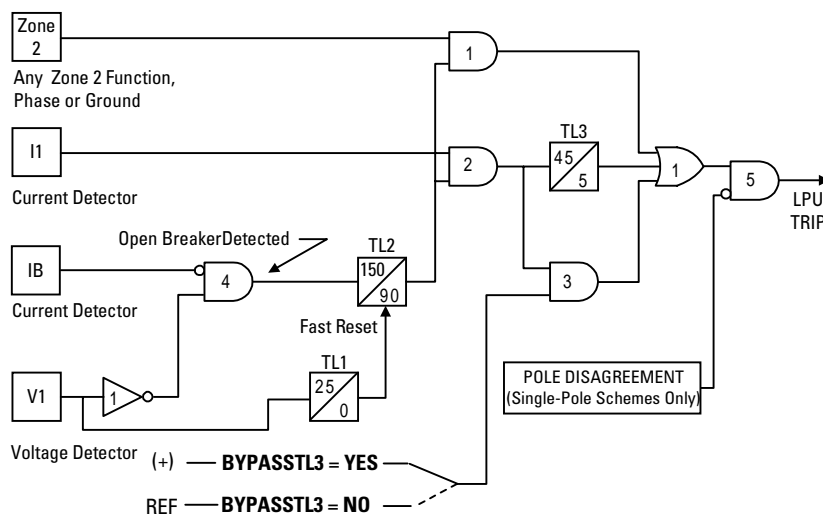 Zone
2
1
Any Zone 2 Function,
Phase or Ground
I1
2
TL3
45
5
1
5
LPU
TRIP
Current Detector
Open BreakerDetected
TL2
IB
4
150
90
3
Current Detector
Fast Reset
TL1
V1
1
25
0
POLE DISAGREEMENT
(Single-Pole Schemes Only)
Voltage Detector
(+) BYPASSTL3 = YES
REF BYPASSTL3 = NO